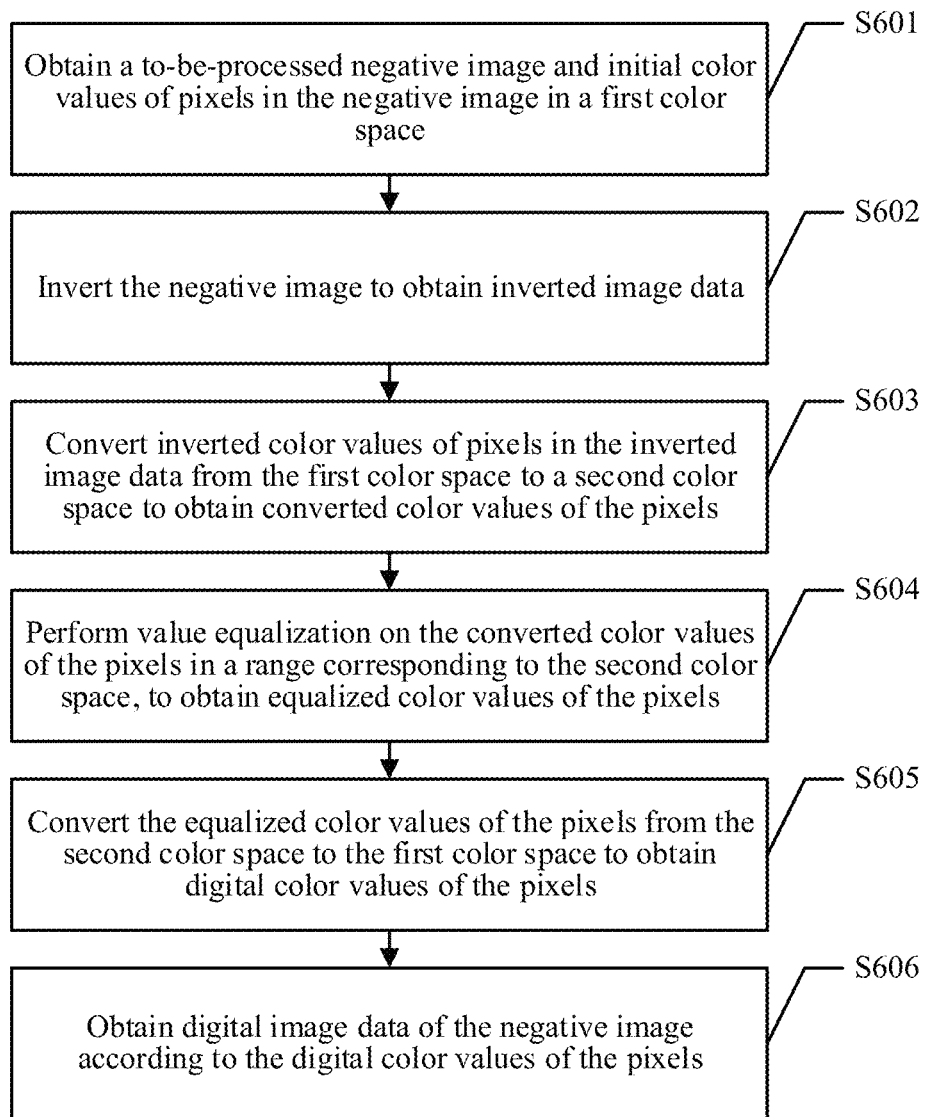 S601
Obtain a to-be-processed negative image and initial color
values of pixels in the negative image in a first color
space
S602
Invert the negative image to obtain inverted image data
S603
Convert inverted color values of pixels in the inverted
image data from the first color space to a second color
space to obtain converted color values of the pixels
S604
Perform value equalization on the converted color values
of the pixels in a range corresponding to the second color
space, to obtain equalized color values of the pixels
S605
Convert the equalized color values of the pixels from the
second color space to the first color space to obtain
digital color values of the pixels
S606
Obtain digital image data of the negative image
according to the digital color values of the pixels